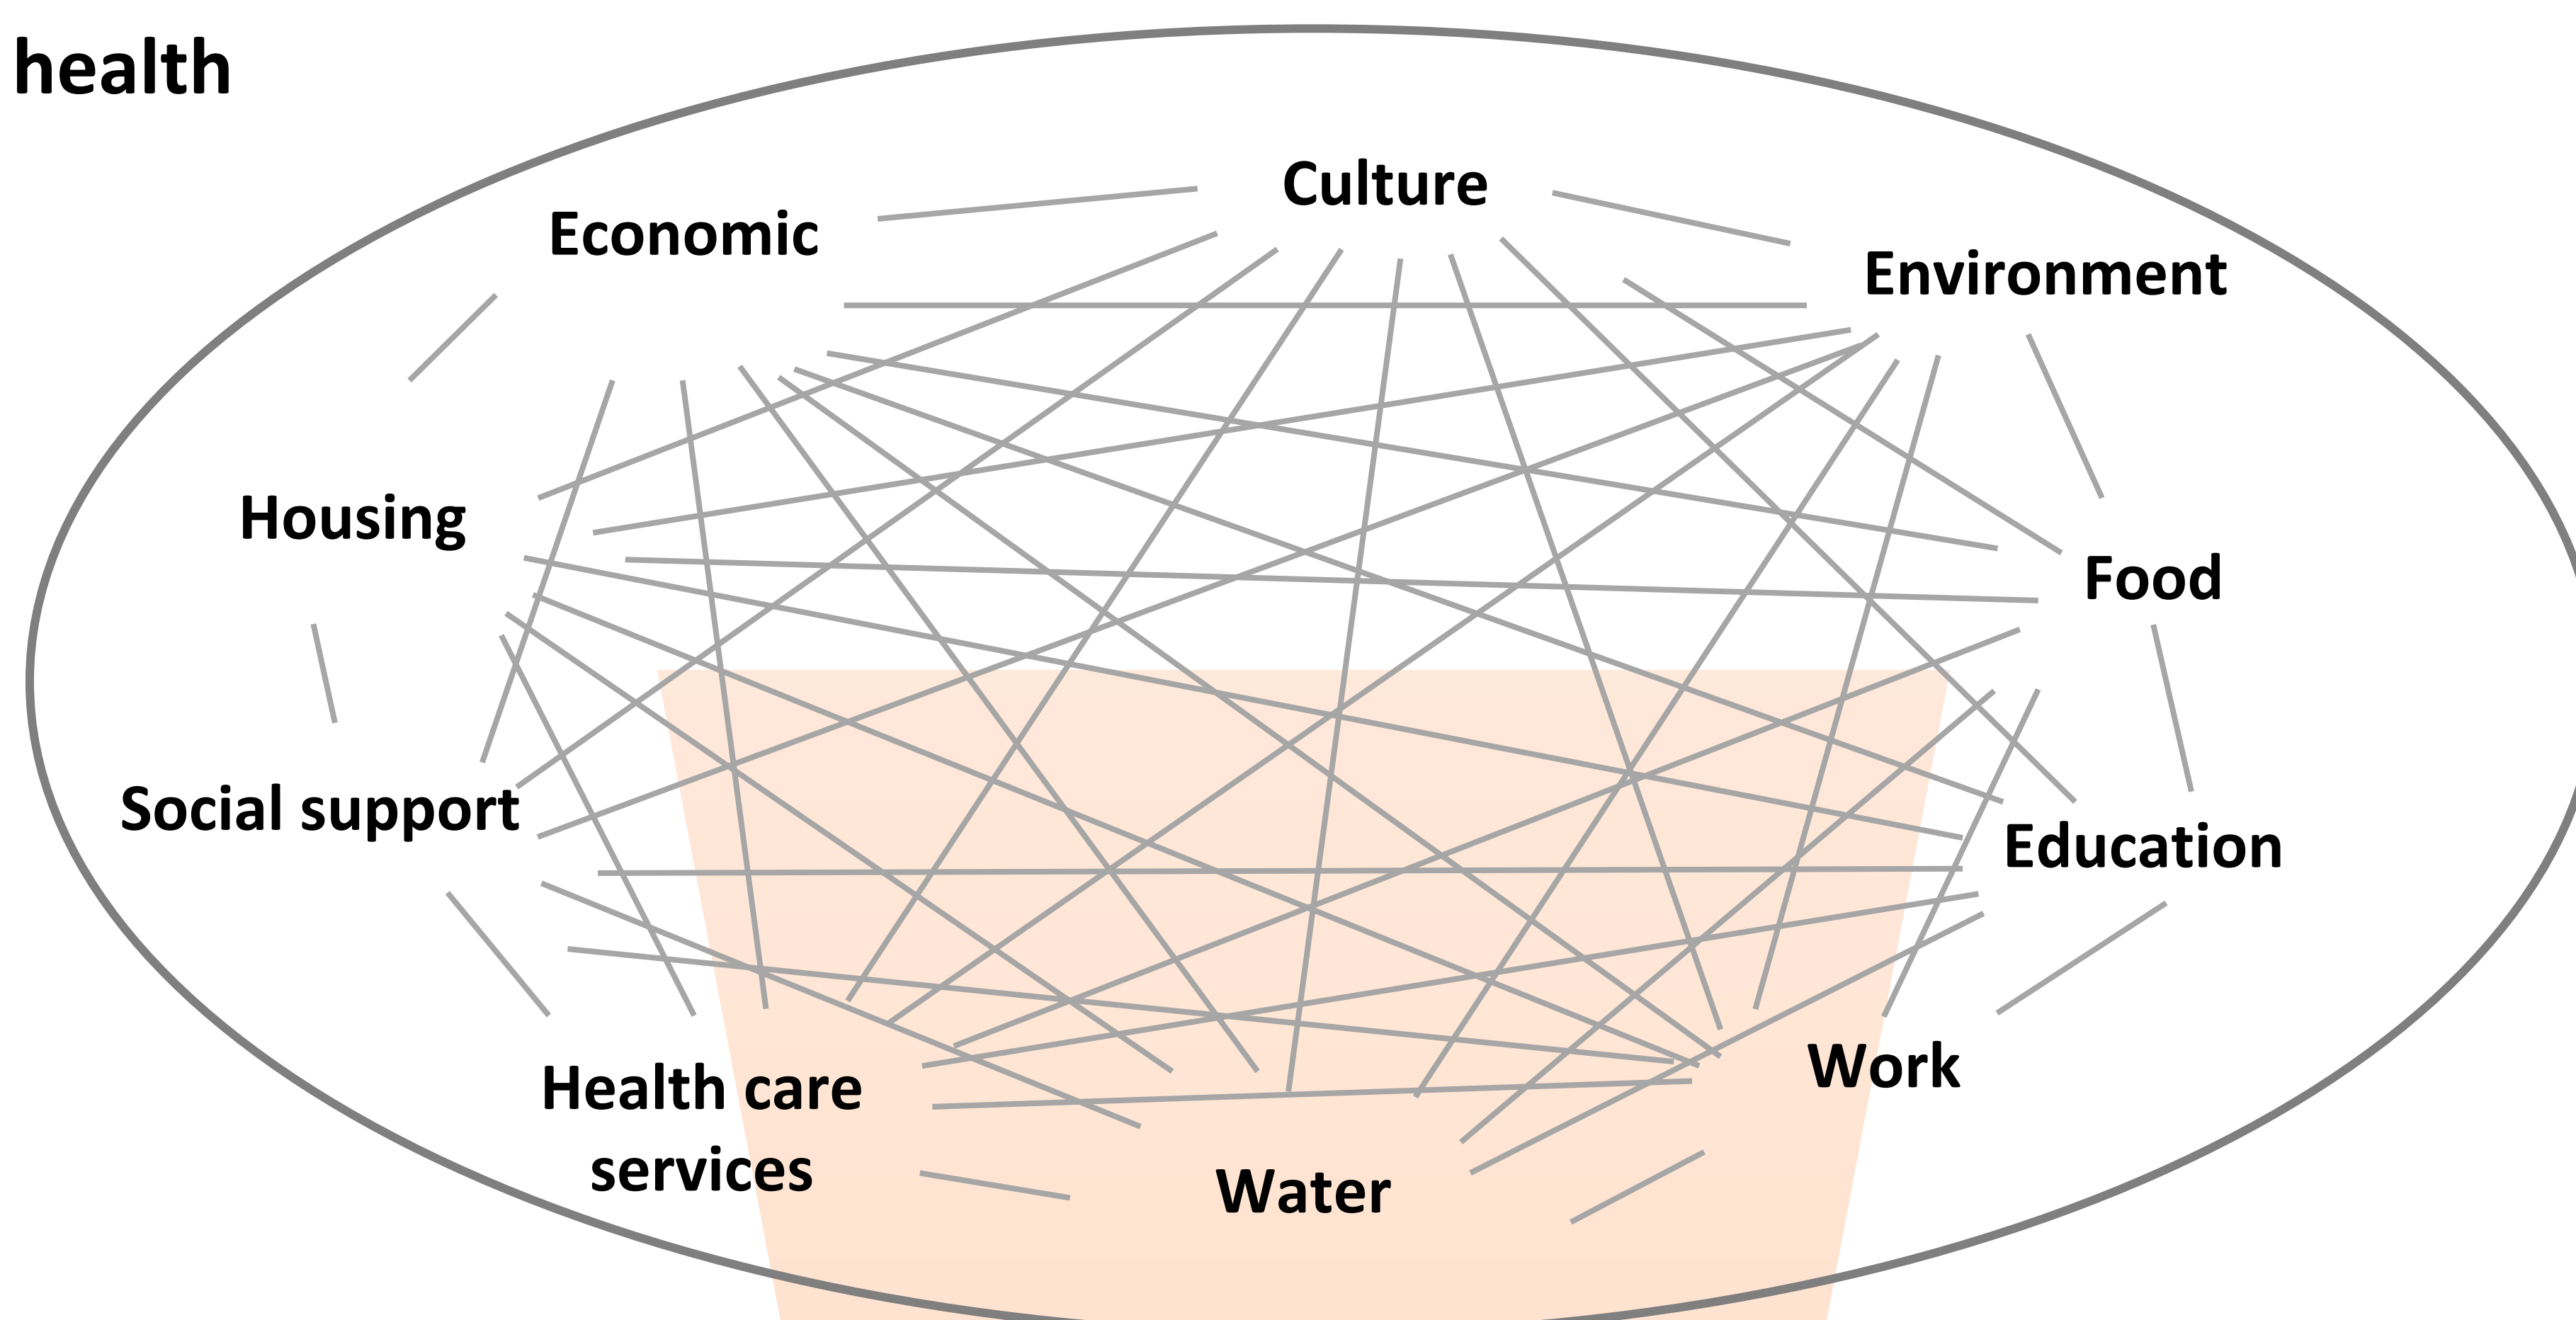 health
Culture
Economic
Environment
Housing
Food
Social support
Education
Work
Health care
services
Water